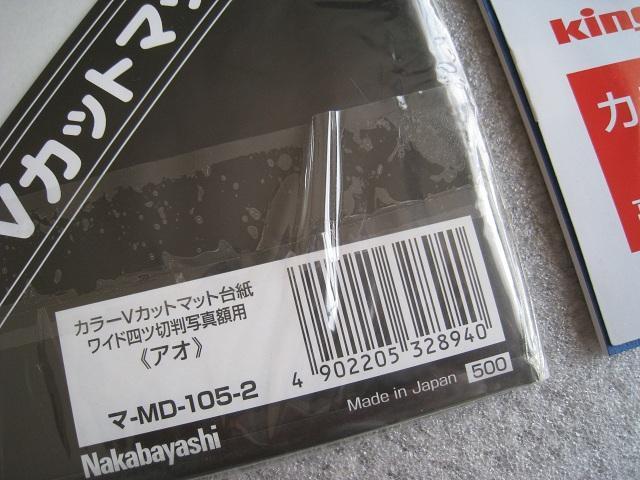 Vカットマッ
カラーVカットマット台紙
ワイド四ツ切判写真額用
《アオ》
マ-MD-105-2
4 902205 328940
Made in Japan 500
Nakabayashi
king
カ